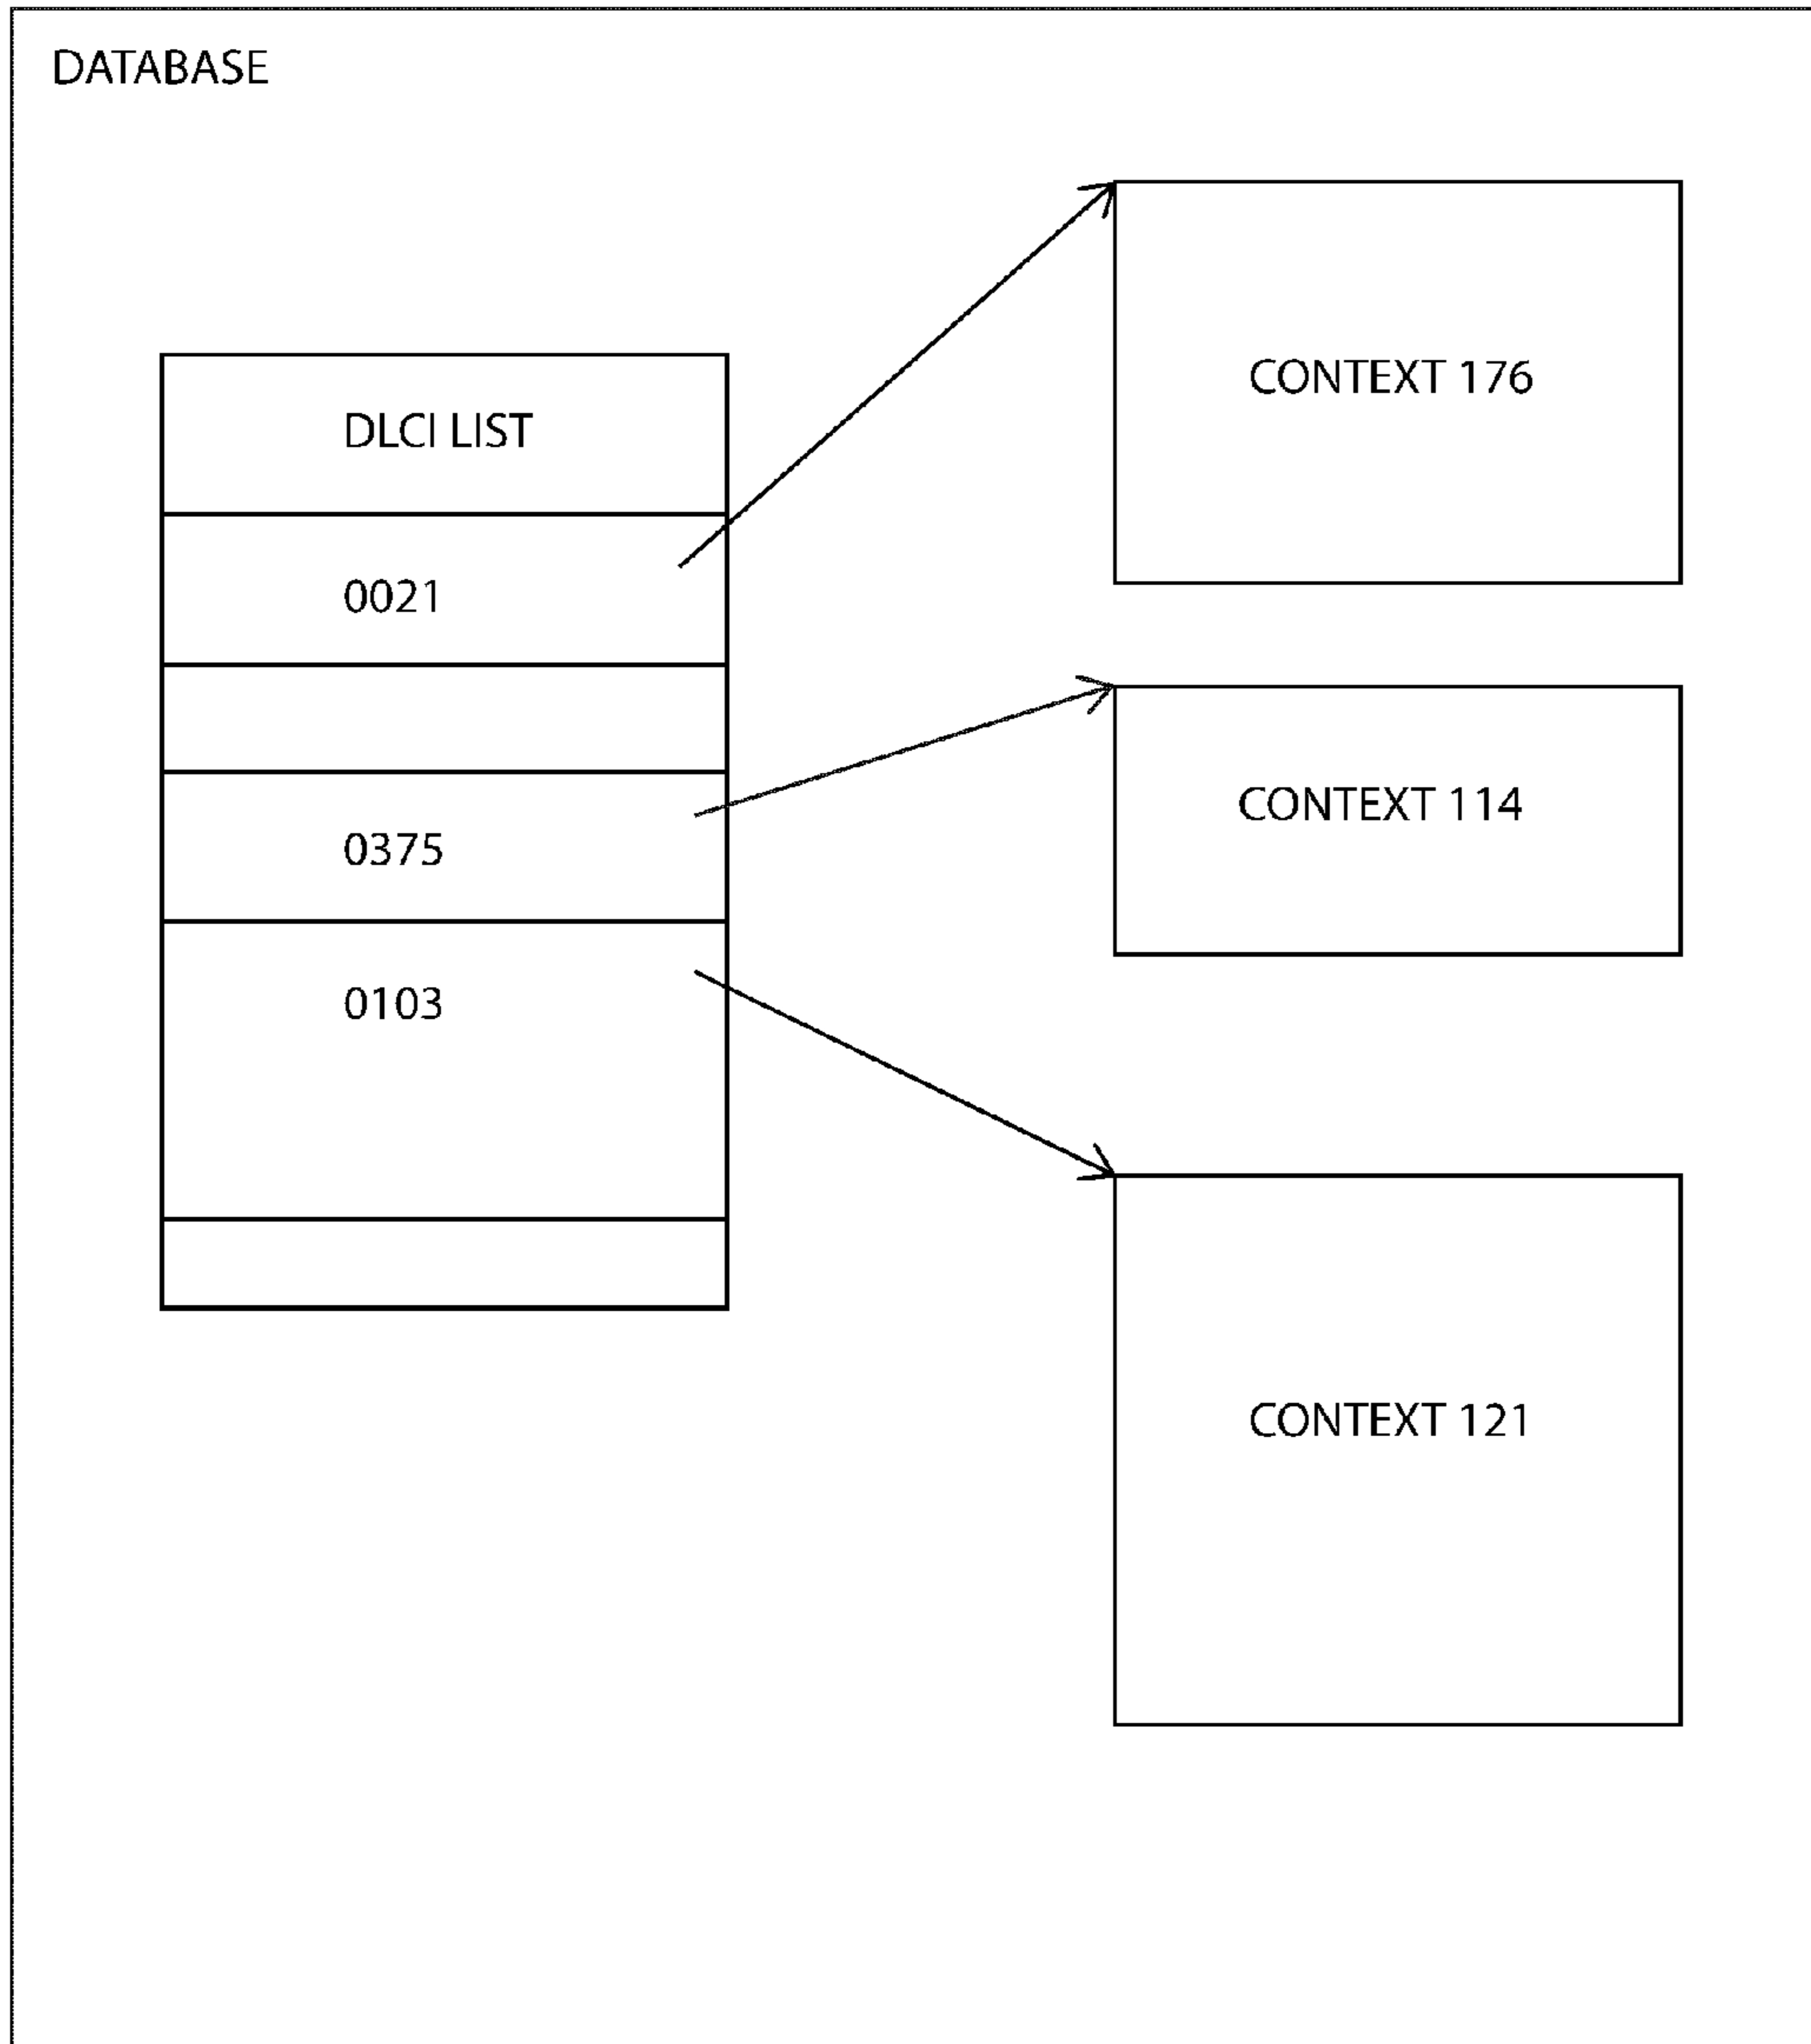 DATABASE
DLCI LIST
0021
0375
0103
CONTEXT 176
CONTEXT 114
CONTEXT 121